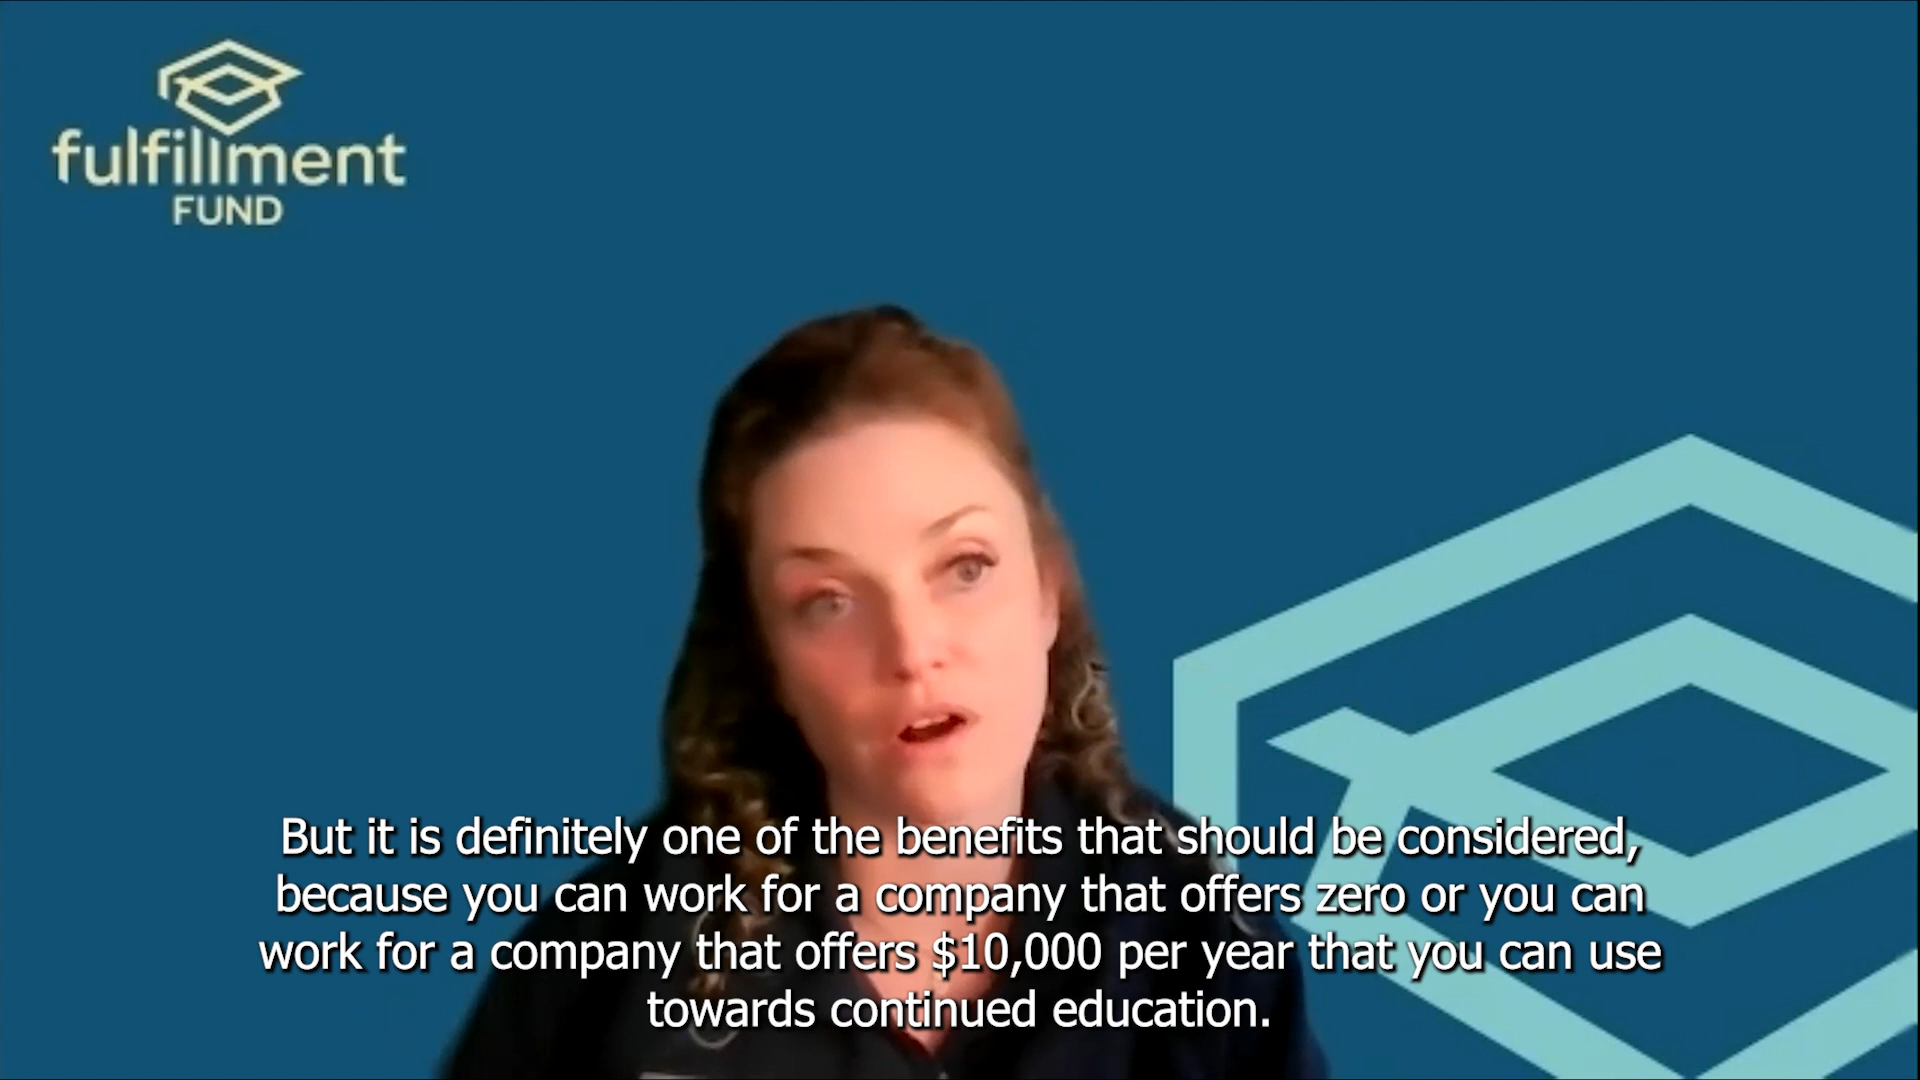 fulfillment
FUND
But it is definitely one of the benefits that should be considered,
because you can work for a company that offers zero or you can
work for a company that offers $10,000 per year that you can use
towards continued education.